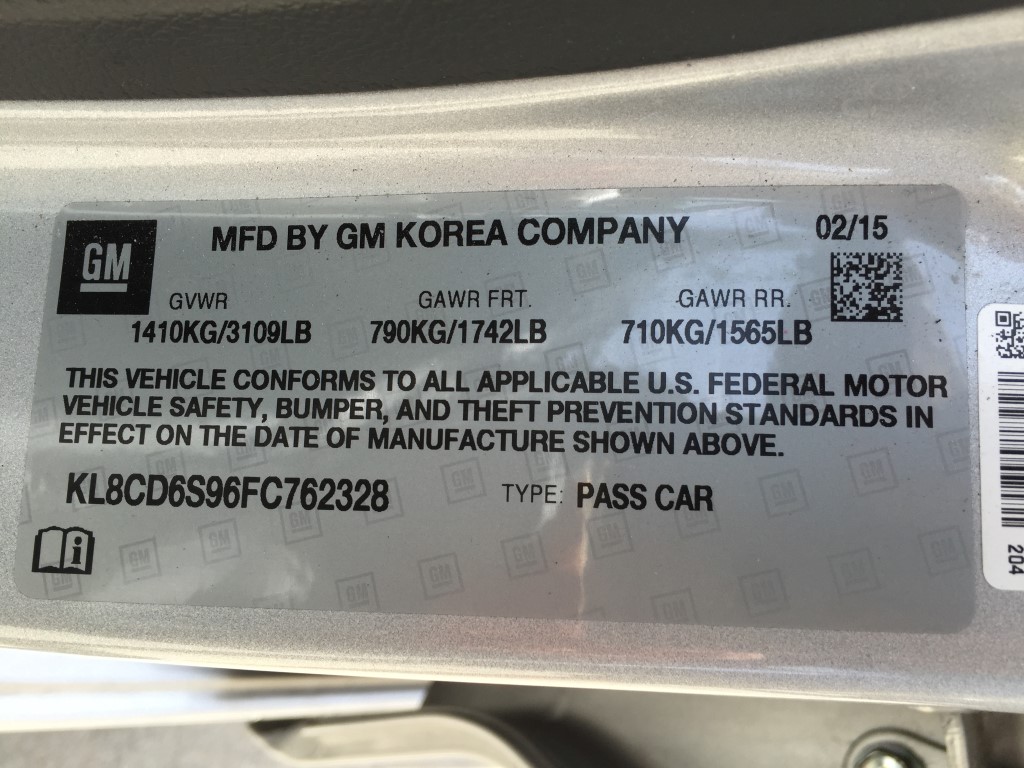 GM
MFD BY GM KOREA COMPANY 02/15
GVWR GAWR FRT. GAWR RR.
1410KG/3109LB 790KG/1742LB 710KG/1565LB
THIS VEHICLE CONFORMS TO ALL APPLICABLE U.S. FEDERAL MOTOR
VEHICLE SAFETY, BUMPER, AND THEFT PREVENTION STANDARDS IN
EFFECT ON THE DATE OF MANUFACTURE SHOWN ABOVE.
KL8CD6S96FC762328 TYPE: PASS CAR
204